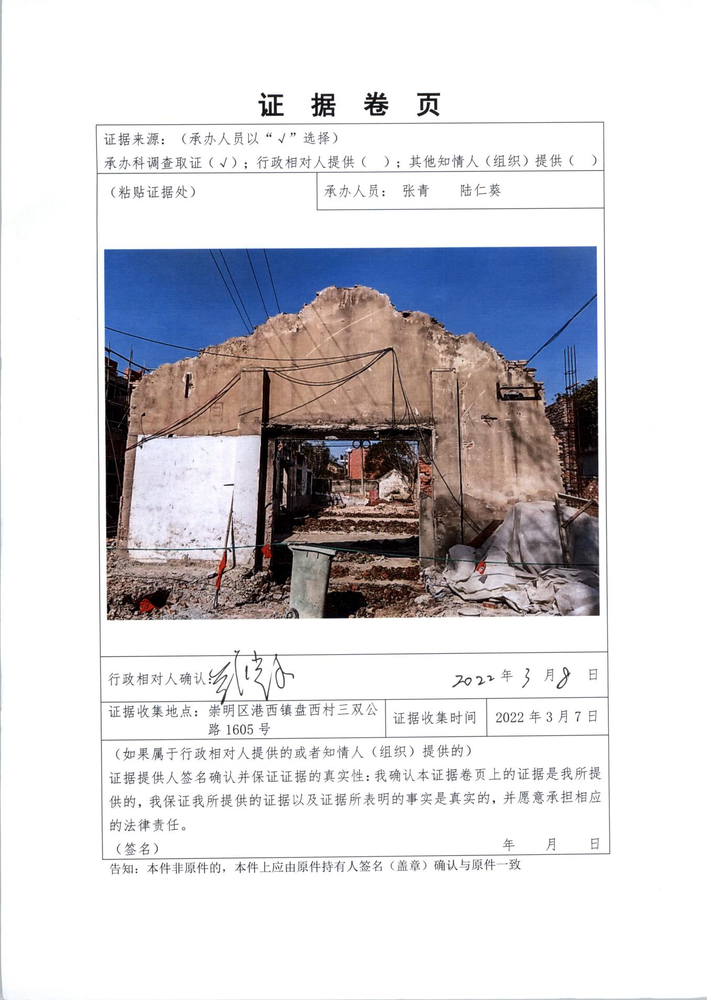 证 据 卷 页
证据来源：（承办人员以“√”选择）
承办科调查取证（√）；行政相对人提供（ ）；其他知情人（组织）提供（ ）
（粘贴证据处）
承办人员： 张青 陆仁葵
行政相对人确认： 2022 年 3 月 8 日
证据收集地点：崇明区港西镇盘西村三双公
路 1605 号
证据收集时间
2022 年 3 月 7 日
（如果属于行政相对人提供的或者知情人（组织）提供的）
证据提供人签名确认并保证证据的真实性：我确认本证据卷页上的证据是我所提
供的，我保证我所提供的证据以及证据所表明的事实是真实的，并愿意承担相应
的法律责任。
（签名） 年 月 日
告知：本件非原件的，本件上应由原件持有人签名（盖章）确认与原件一致